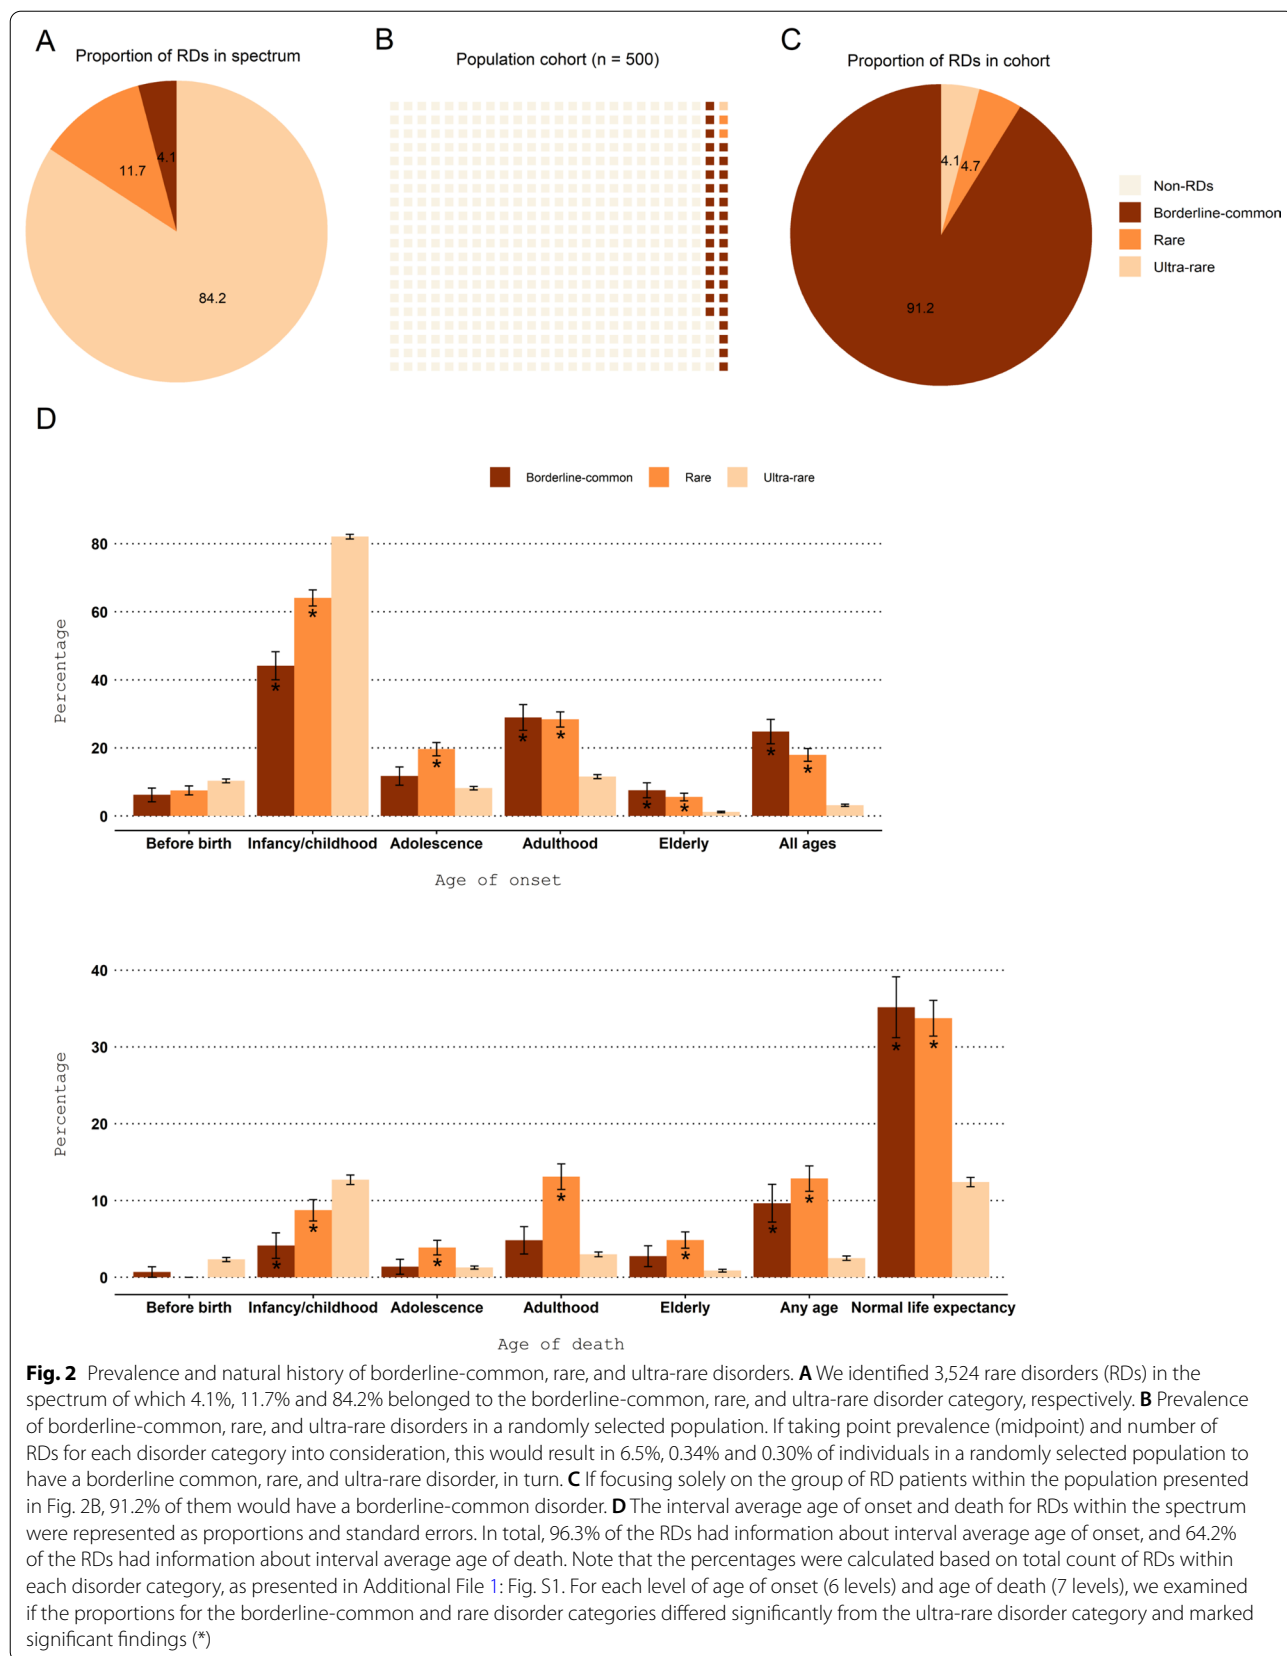 A
Proportion of RDs in spectrum
4.1
11.7
84.2
B
Population cohort (n = 500)
C
Proportion of RDs in cohort
4.1
4.7
91.2
Non-RDs
Borderline-common
Rare
Ultra-rare
D
Borderline-common Rare Ultra-rare
80
60
40
20
0
Percentage
* * * * * * * * *
Before birth Infancy/childhood Adolescence Adulthood Elderly All ages
Age of onset
40
30
20
10
0
Percentage
* * * * * * * * *
Before birth Infancy/childhood Adolescence Adulthood Elderly Any age Normal life expectancy
Age of death
Fig. 2 Prevalence and natural history of borderline-common, rare, and ultra-rare disorders. A We identified 3,524 rare disorders (RDs) in the
spectrum of which 4.1%, 11.7% and 84.2% belonged to the borderline-common, rare, and ultra-rare disorder category, respectively. B Prevalence
of borderline-common, rare, and ultra-rare disorders in a randomly selected population. If taking point prevalence (midpoint) and number of
RDs for each disorder category into consideration, this would result in 6.5%, 0.34% and 0.30% of individuals in a randomly selected population to
have a borderline common, rare, and ultra-rare disorder, in turn. C If focusing solely on the group of RD patients within the population presented
in Fig. 2B, 91.2% of them would have a borderline-common disorder. D The interval average age of onset and death for RDs within the spectrum
were represented as proportions and standard errors. In total, 96.3% of the RDs had information about interval average age of onset, and 64.2%
of the RDs had information about interval average age of death. Note that the percentages were calculated based on total count of RDs within
each disorder category, as presented in Additional File 1: Fig. S1. For each level of age of onset (6 levels) and age of death (7 levels), we examined
if the proportions for the borderline-common and rare disorder categories differed significantly from the ultra-rare disorder category and marked
significant findings (*)